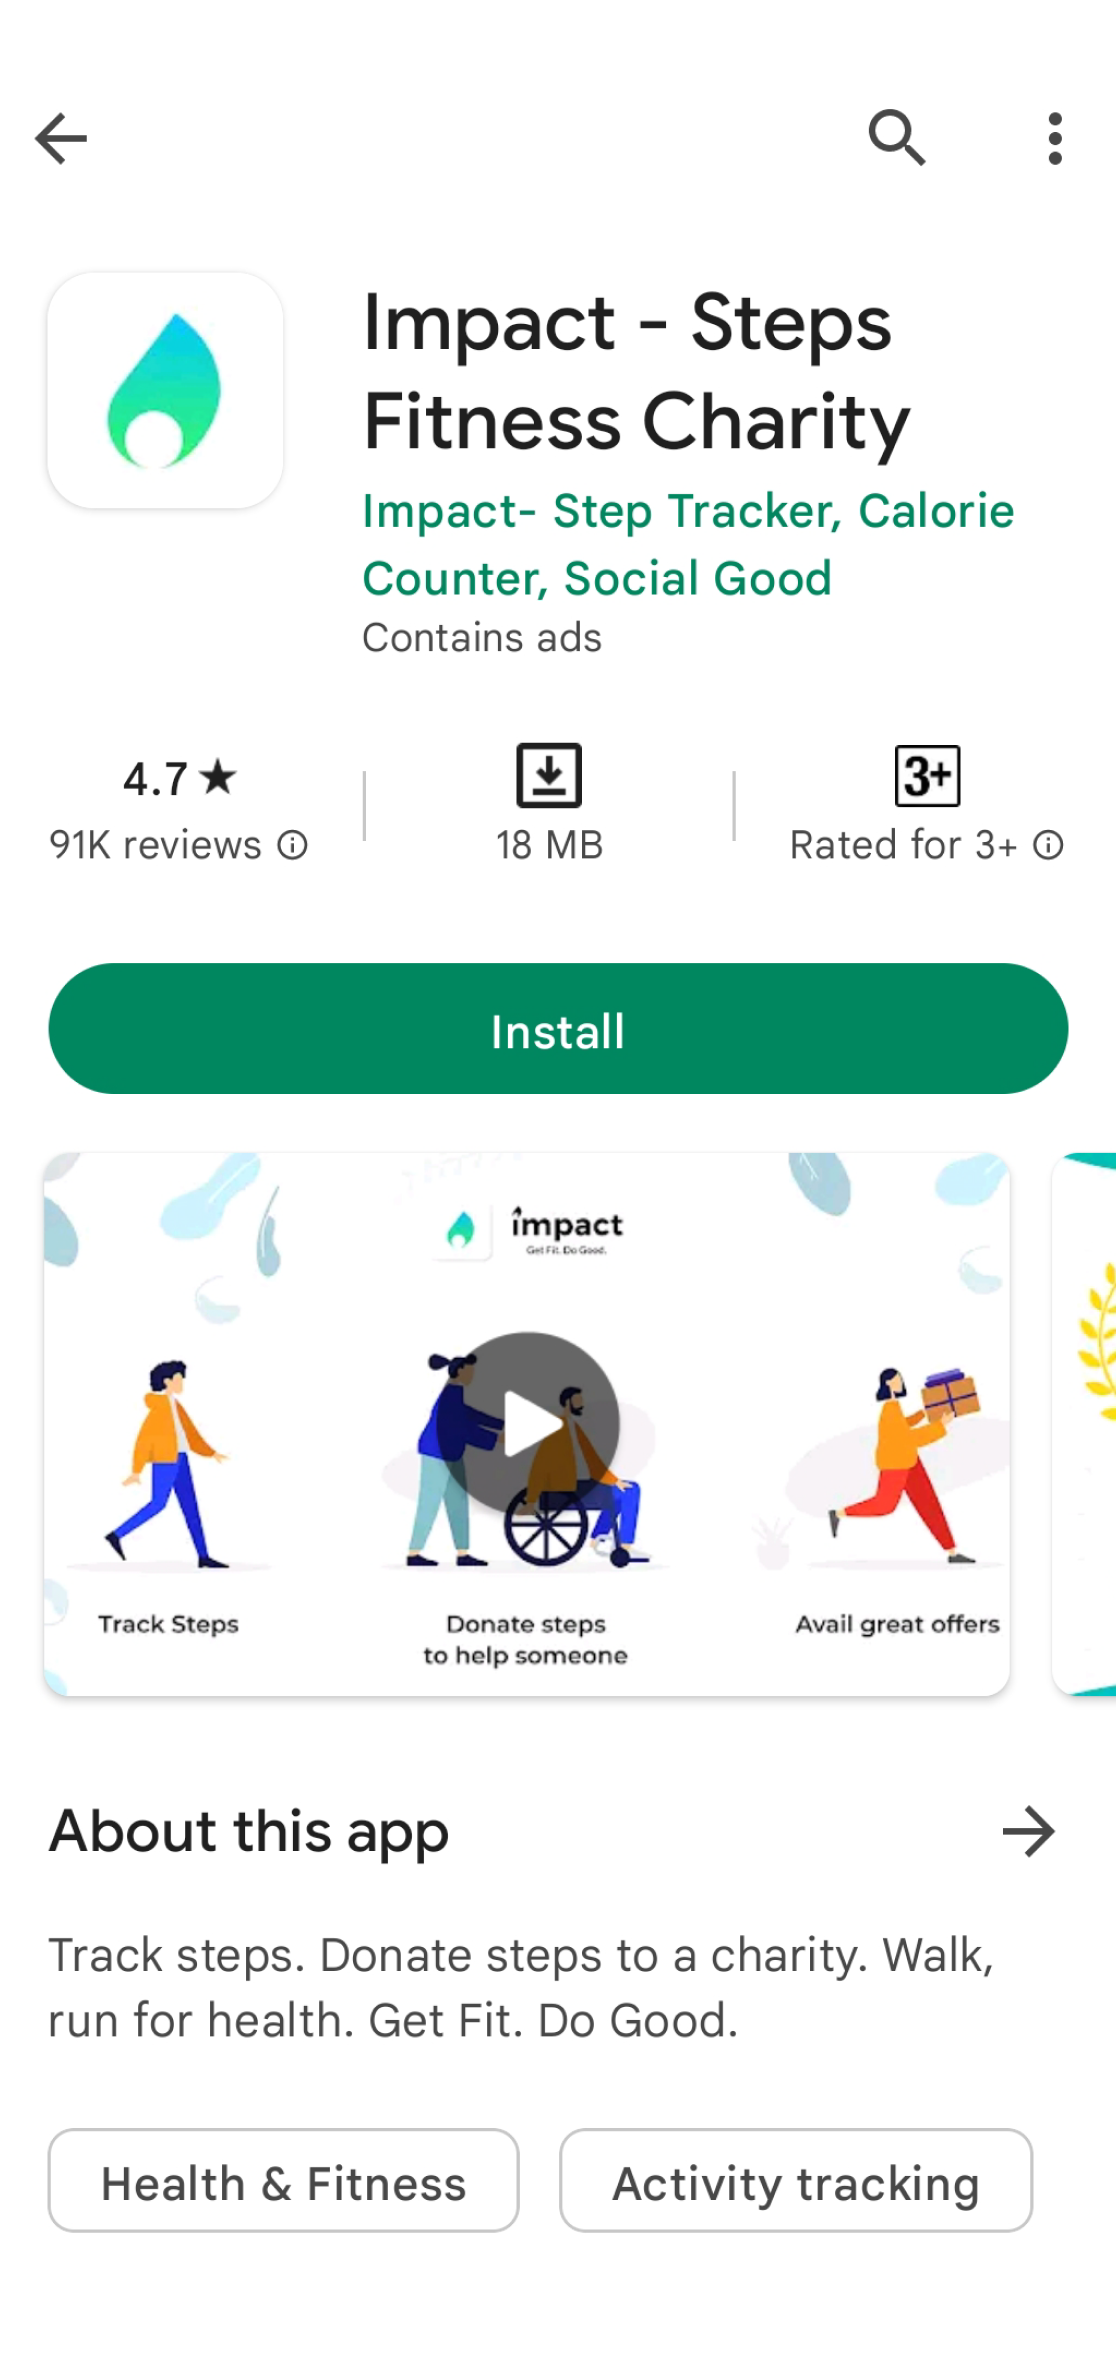 Impact - Steps
Fitness Charity
Impact- Step Tracker, Calorie
Counter, Social Good
Contains ads
4.7 ★
91K reviews
18 MB
3+
Rated for 3+
Install
impact
Get Fit. Do Good.
Track Steps
Donate steps
to help someone
Avail great offers
About this app
Track steps. Donate steps to a charity. Walk,
run for health. Get Fit. Do Good.
Health & Fitness
Activity tracking